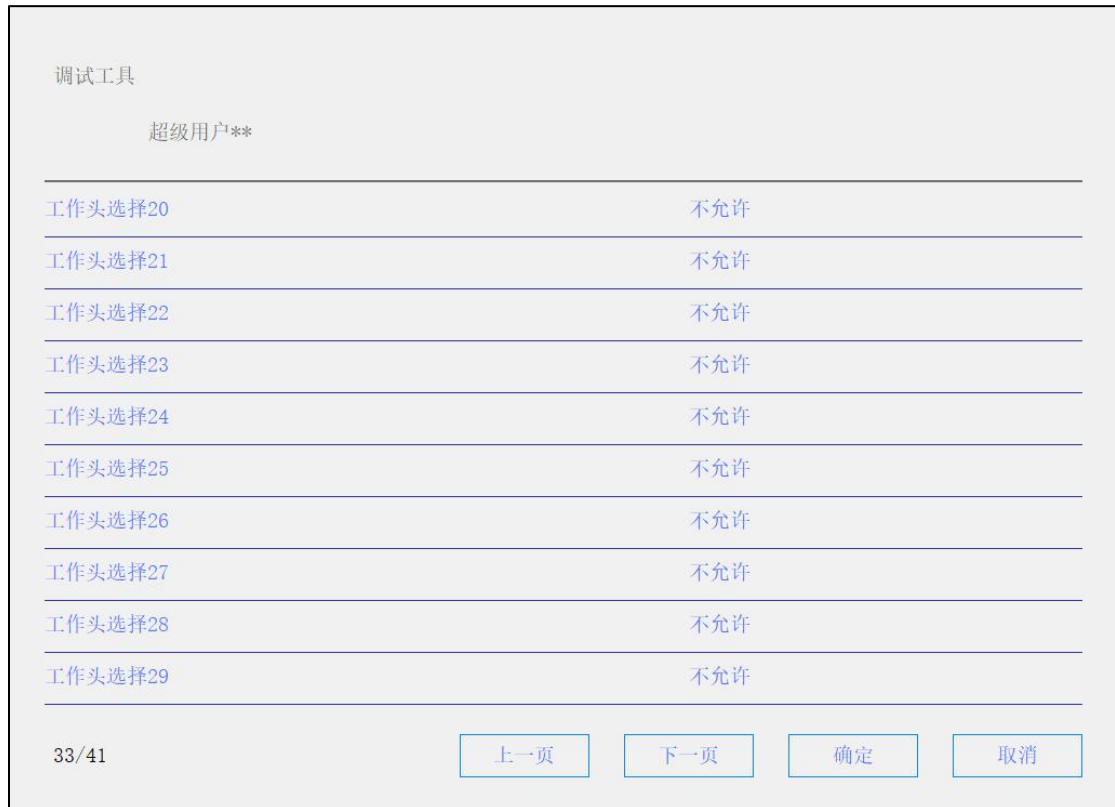 调试工具
超级用户**
工作头选择20 不允许
工作头选择21 不允许
工作头选择22 不允许
工作头选择23 不允许
工作头选择24 不允许
工作头选择25 不允许
工作头选择26 不允许
工作头选择27 不允许
工作头选择28 不允许
工作头选择29 不允许
33/41 上一页 下一页 确定 取消